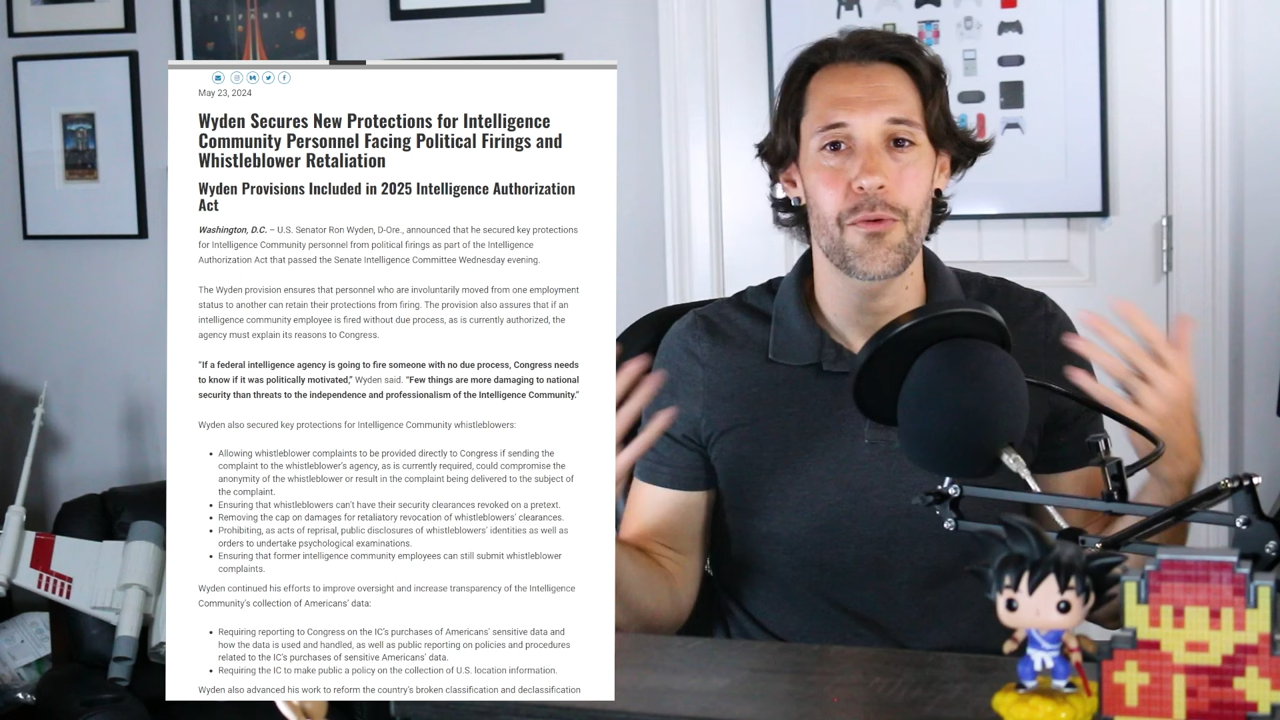 EXPANSE
May 23, 2024
Wyden Secures New Protections for Intelligence
Community Personnel Facing Political Firings and
Whistleblower Retaliation
Wyden Provisions Included in 2025 Intelligence Authorization
Act
Washington, D.C. – U.S. Senator Ron Wyden, D-Ore., announced that he secured key protections
for Intelligence Community personnel from political firings as part of the Intelligence
Authorization Act that passed the Senate Intelligence Committee Wednesday evening.
The Wyden provision ensures that personnel who are involuntarily moved from one employment
status to another can retain their protections from firing. The provision also assures that if an
intelligence community employee is fired without due process, as is currently authorized, the
agency must explain its reasons to Congress.
"If a federal intelligence agency is going to fire someone with no due process, Congress needs
to know if it was politically motivated," Wyden said. "Few things are more damaging to national
security than threats to the independence and professionalism of the Intelligence Community."
Wyden also secured key protections for Intelligence Community whistleblowers:
• Allowing whistleblower complaints to be provided directly to Congress if sending the
complaint to the whistleblower's agency, as is currently required, could compromise the
anonymity of the whistleblower or result in the complaint being delivered to the subject of
the complaint.
• Ensuring that whistleblowers can't have their security clearances revoked on a pretext.
• Removing the cap on damages for retaliatory revocation of whistleblowers' clearances.
• Prohibiting, as acts of reprisal, public disclosures of whistleblowers' identities as well as
orders to undertake psychological examinations.
• Ensuring that former intelligence community employees can still submit whistleblower
complaints.
Wyden continued his efforts to improve oversight and increase transparency of the Intelligence
Community's collection of Americans' data:
• Requiring reporting to Congress on the IC's purchases of Americans' sensitive data and
how the data is used and handled, as well as public reporting on policies and procedures
related to the IC's purchases of sensitive Americans' data.
• Requiring the IC to make public a policy on the collection of U.S. location information.
Wyden also advanced his work to reform the country's broken classification and declassification